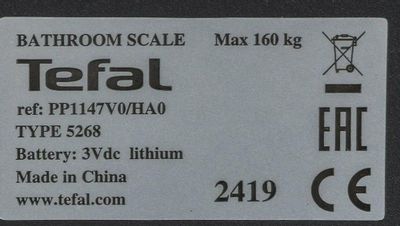 BATHROOM SCALE Max 160 kg
Tefal
ref: PP1147V0/HA0
TYPE 5268
Battery: 3Vdc lithium
Made in China
www.tefal.com
2419
EAC
CE